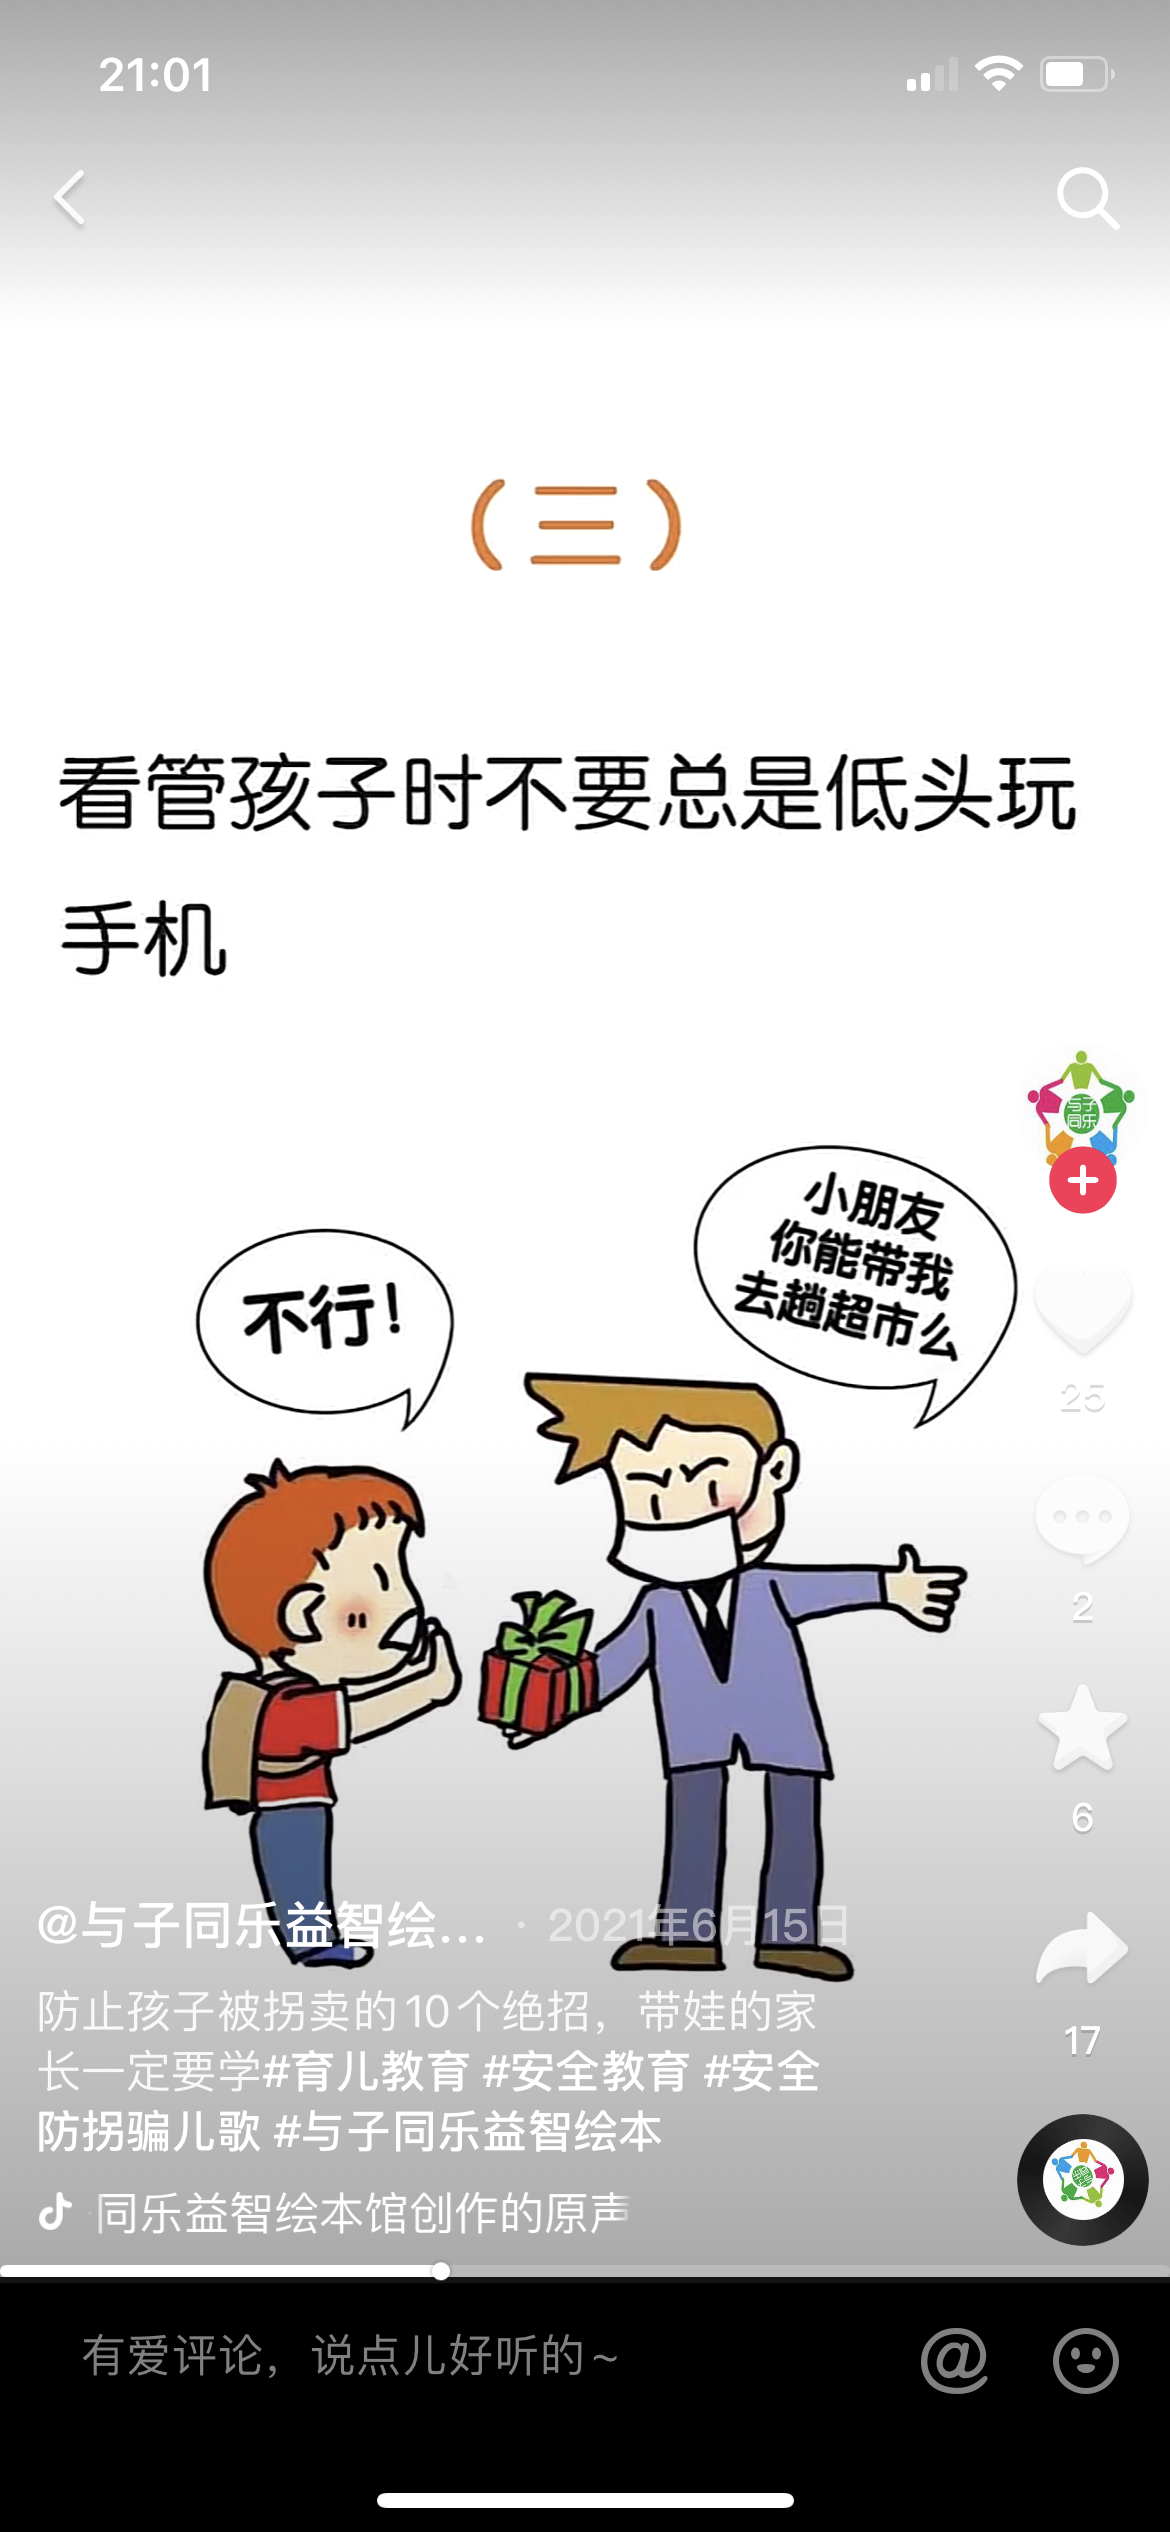 21:01
（三）
看管孩子时不要总是低头玩
手机
与子
同乐
小朋友
你能带我
去趟超市么
不行！
25
2
6
17
@与子同乐益智绘... · 2021年6月15日
防止孩子被拐卖的10个绝招，带娃的家
长一定要学#育儿教育 #安全教育 #安全
防拐骗儿歌 #与子同乐益智绘本
同乐益智绘本馆创作的原声
有爱评论，说点儿好听的~